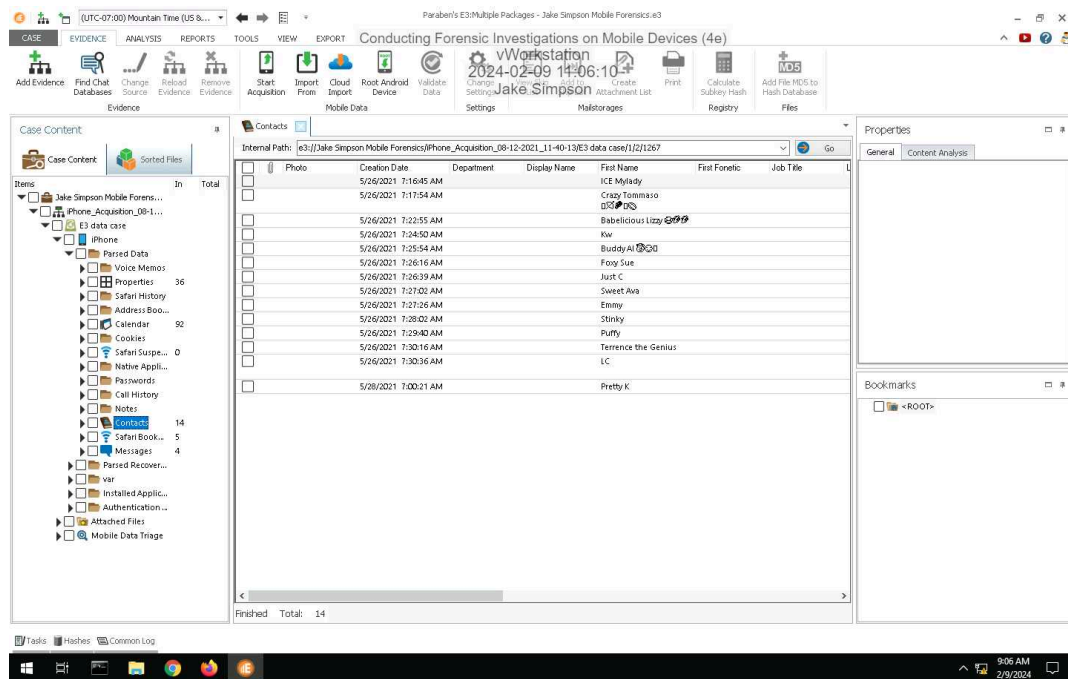 (UTC-07:00) Mountain Time (US &...
Paraben's E3:Multiple Packages - Jake Simpson Mobile Forensics.e3
CASE EVIDENCE ANALYSIS REPORTS TOOLS VIEW EXPORT
Conducting Forensic Investigations on Mobile Devices (4e)
vWorkstation
2024-02-09 11:06:10
Jake Simpson
Add Evidence
Find Chat Databases
Change Source
Reload Evidence
Remove Evidence
Start Acquisition
Import From
Cloud Import
Root Android Device
Validate Data
Change Settings
Add to
Create Attachment List
Print
Calculate Subkey Hash
Add File MD5 to Hash Database
MD5
Evidence Mobile Data Settings Mailstorages Registry Files
Case Content
Case Content Sorted Files
Items In Total
Jake Simpson Mobile Forens...
iPhone_Acquisition_08-1...
E3 data case
iPhone
Parsed Data
Voice Memos
Properties 36
Safari History
Address Boo...
Calendar 92
Cookies
Safari Suspe... 0
Native Appli...
Passwords
Call History
Notes
Contacts 14
Safari Book... 5
Messages 4
Parsed Recover...
var
Installed Applic...
Authentication ...
Attached Files
Mobile Data Triage
Contacts
Internal Path: e3://Jake Simpson Mobile Forensics/iPhone_Acquisition_08-12-2021_11-40-13/E3 data case/1/2/1267 Go
Photo Creation Date Department Display Name First Name First Fonetic Job Title L
5/26/2021 7:16:45 AM ICE Mylady
5/26/2021 7:17:54 AM Crazy Tommaso
5/26/2021 7:22:55 AM Babelicious Lizzy
5/26/2021 7:24:50 AM Kw
5/26/2021 7:25:54 AM Buddy Al
5/26/2021 7:26:16 AM Foxy Sue
5/26/2021 7:26:39 AM Just C
5/26/2021 7:27:02 AM Sweet Ava
5/26/2021 7:27:26 AM Emmy
5/26/2021 7:28:02 AM Stinky
5/26/2021 7:29:40 AM Puffy
5/26/2021 7:30:16 AM Terrence the Genius
5/26/2021 7:30:36 AM LC
5/28/2021 7:00:21 AM Pretty K
Finished Total: 14
Properties
General Content Analysis
Bookmarks
<ROOT>
Tasks Hashes Common Log
9:06 AM
2/9/2024